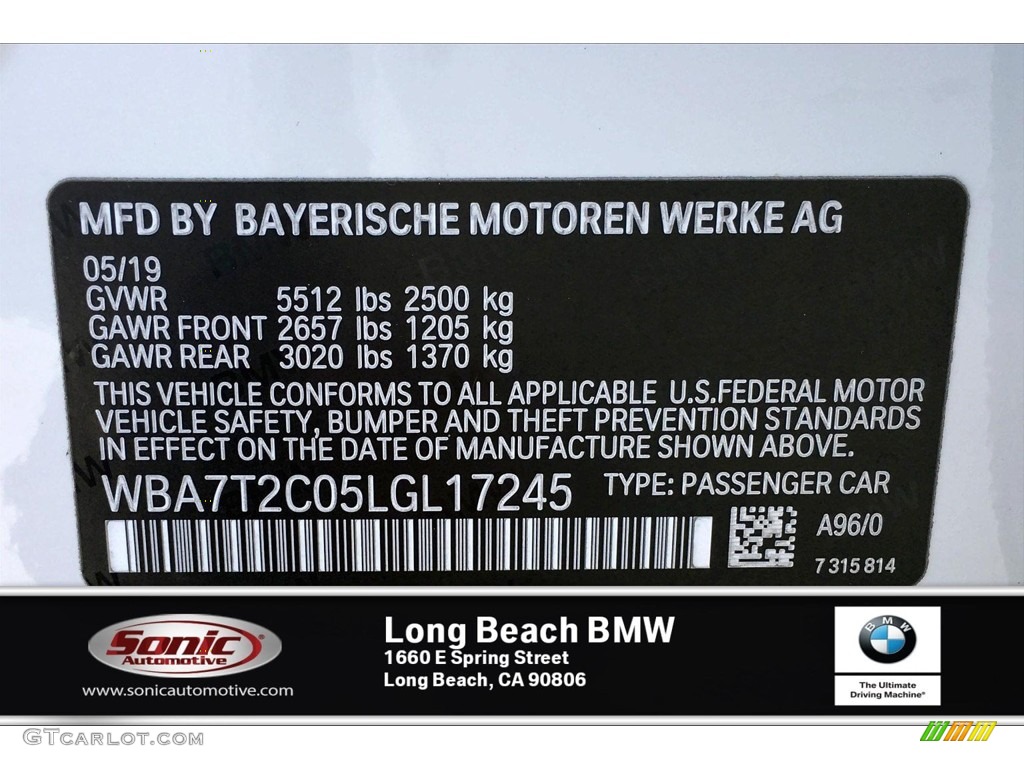 MFD BY BAYERISCHE MOTOREN WERKE AG
05/19
GVWR 5512 lbs 2500 kg
GAWR FRONT 2657 lbs 1205 kg
GAWR REAR 3020 lbs 1370 kg
THIS VEHICLE CONFORMS TO ALL APPLICABLE U.S.FEDERAL MOTOR
VEHICLE SAFETY, BUMPER AND THEFT PREVENTION STANDARDS
IN EFFECT ON THE DATE OF MANUFACTURE SHOWN ABOVE.
WBA7T2C05LGL17245 TYPE: PASSENGER CAR
A96/0
7 315 814
Sonic
Automotive
www.sonicautomotive.com
Long Beach BMW
1660 E Spring Street
Long Beach, CA 90806
BMW
The Ultimate
Driving Machine®
GTcarlot.com